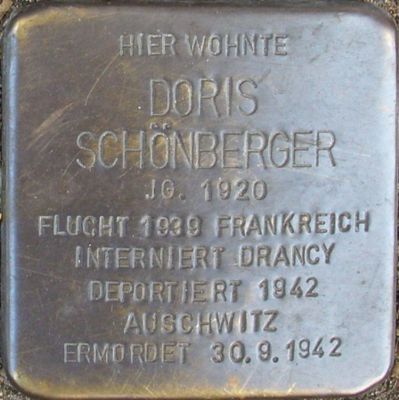 HIER WOHNTE
DORIS
SCHÖNBERGER
JG. 1920
FLUCHT 1939 FRANKREICH
INTERNIERT DRANCY
DEPORTIERT 1942
AUSCHWITZ
ERMORDET 30.9.1942